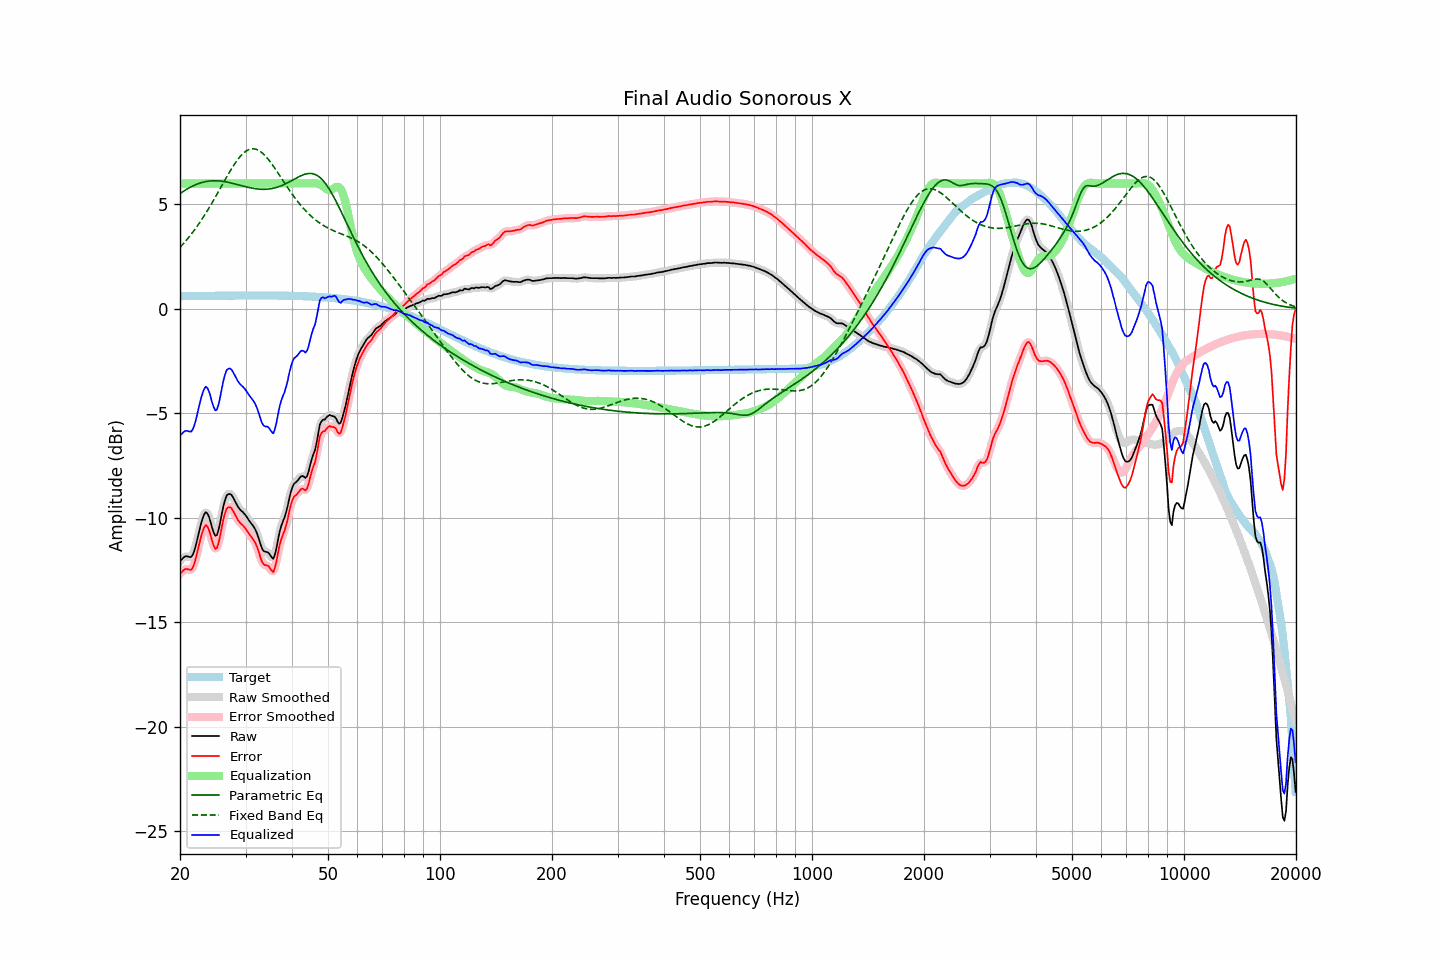 Final Audio Sonorous X
Amplitude (dBr)
5
0
−5
−10
−15
−20
−25
Target
Raw Smoothed
Error Smoothed
Raw
Error
Equalization
Parametric Eq
Fixed Band Eq
Equalized
20 50 100 200 500 1000 2000 5000 10000 20000
Frequency (Hz)